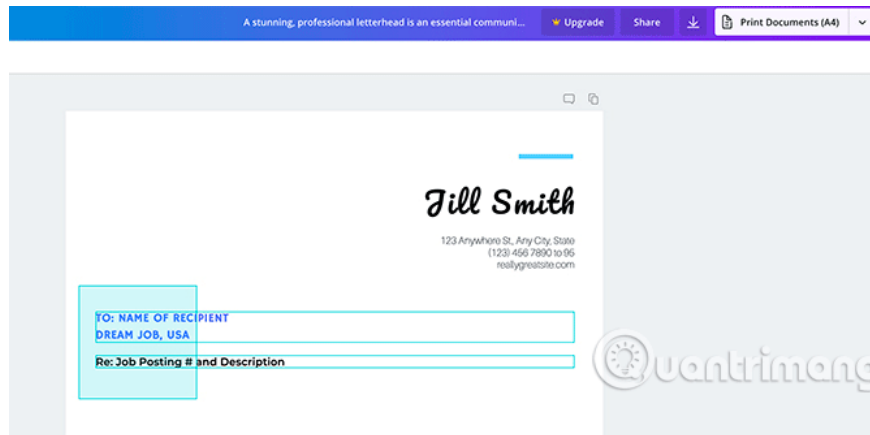 A stunning, professional letterhead is an essential communi...
Upgrade
Share
Print Documents (A4)
Jill Smith
123 Anywhere St., Any City, State
(123) 456 7890 to 95
reallygreatsite.com
TO: NAME OF RECIPIENT
DREAM JOB, USA
Re: Job Posting # and Description
Quantrimang